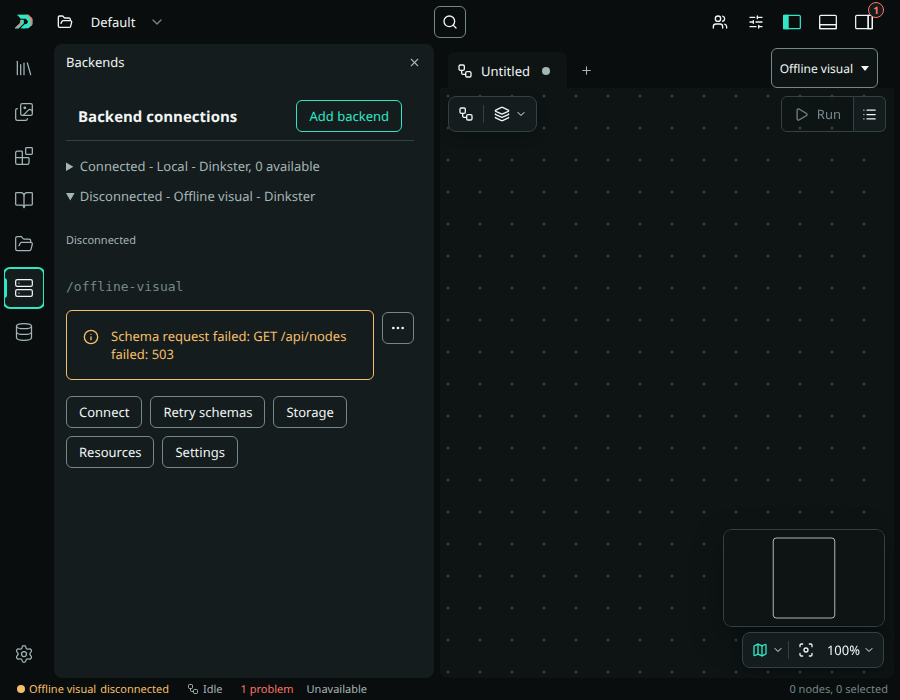 Default
1
Backends
Untitled
Offline visual
Backend connections
Add backend
Run
Connected - Local - Dinkster, 0 available
Disconnected - Offline visual - Dinkster
Disconnected
/offline-visual
Schema request failed: GET /api/nodes
failed: 503
Connect
Retry schemas
Storage
Resources
Settings
100%
Offline visual disconnected
Idle
1 problem
Unavailable
0 nodes, 0 selected